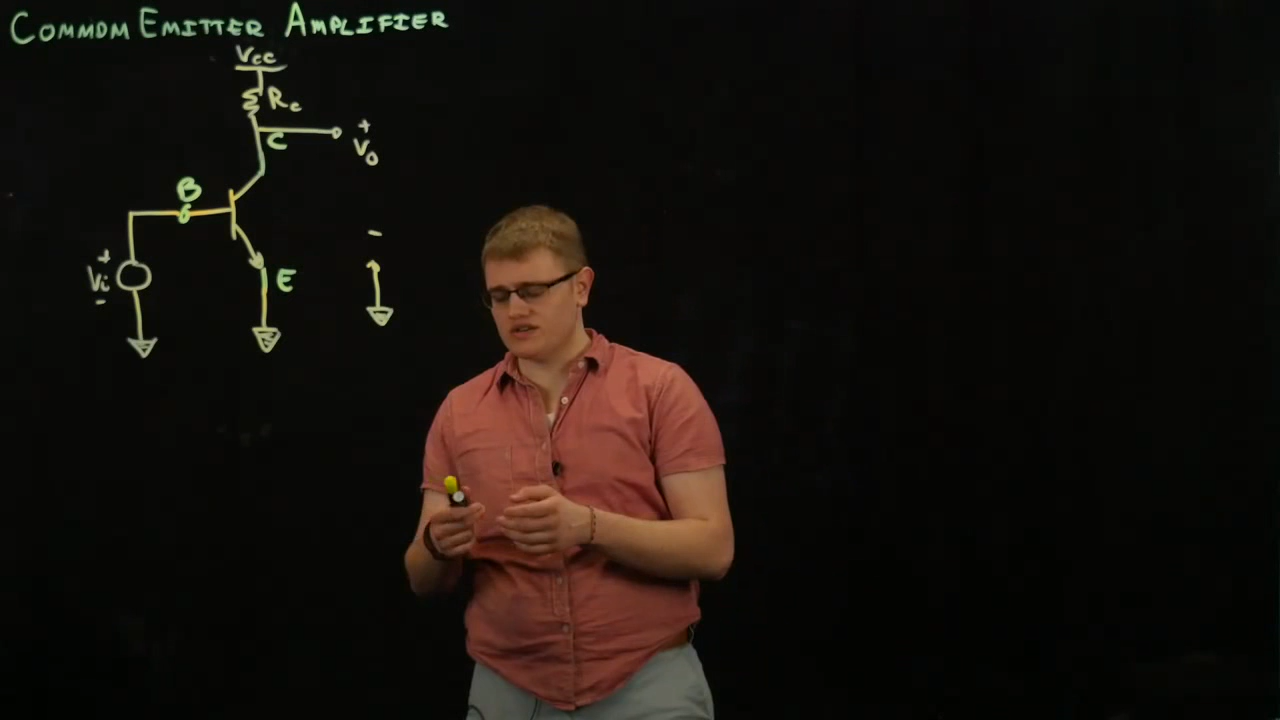 COMMOM EMITTER AMPLIFIER
Vcc
Rc
+
C
Vo
B
-
+
Vi
E
-